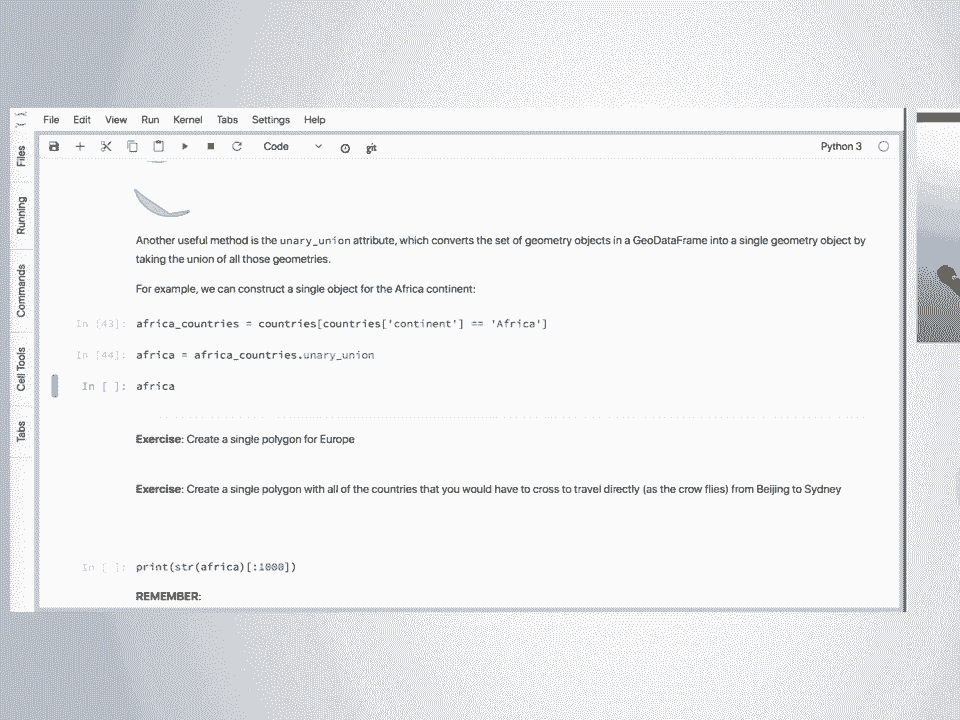 File Edit View Run Kernel Tabs Settings Help
Code git Python 3
Files
Running
Commands
Cell Tools
Tabs
Another useful method is the unary_union attribute, which converts the set of geometry objects in a GeoDataFrame into a single geometry object by
taking the union of all those geometries.
For example, we can construct a single object for the Africa continent:
In [43]: africa_countries = countries[countries['continent'] == 'Africa']
In [44]: africa = africa_countries.unary_union
In [ ]: africa
Exercise: Create a single polygon for Europe
Exercise: Create a single polygon with all of the countries that you would have to cross to travel directly (as the crow flies) from Beijing to Sydney
In [ ]: print(str(africa)[:1000])
REMEMBER: